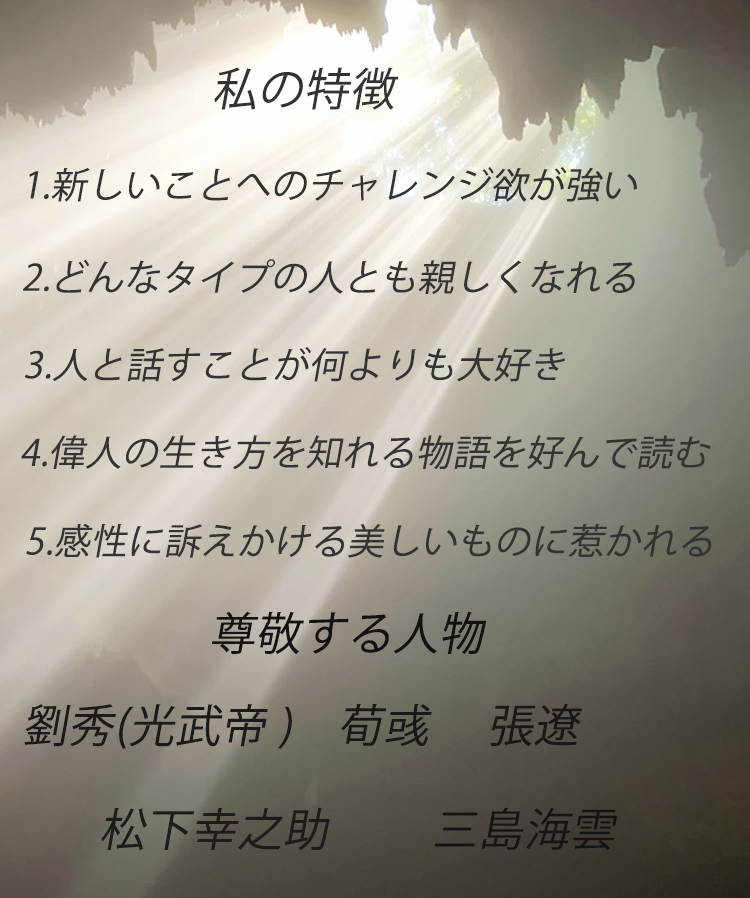 私の特徴
1.新しいことへのチャレンジ欲が強い
2.どんなタイプの人とも親しくなれる
3.人と話すことが何よりも大好き
4.偉人の生き方を知れる物語を好んで読む
5.感性に訴えかける美しいものに惹かれる
尊敬する人物
劉秀(光武帝 ) 荀彧 張遼
松下幸之助 三島海雲